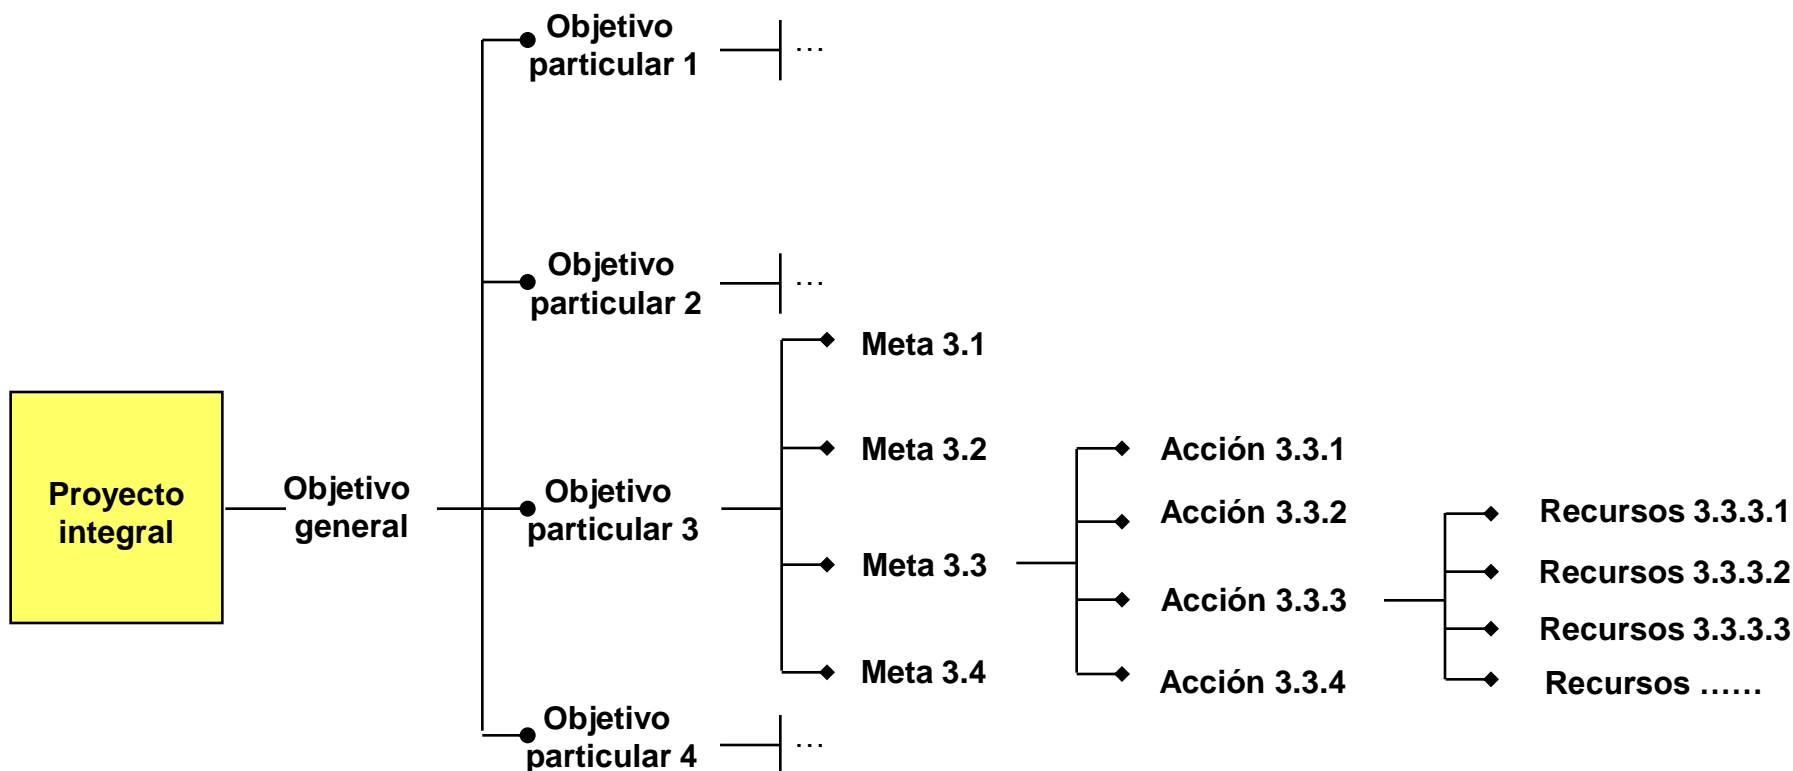 Proyecto
integral
Objetivo
general
Objetivo
particular 1
...
Objetivo
particular 2
...
Objetivo
particular 3
Meta 3.1
Meta 3.2
Meta 3.3
Meta 3.4
Acción 3.3.1
Acción 3.3.2
Acción 3.3.3
Acción 3.3.4
Recursos 3.3.3.1
Recursos 3.3.3.2
Recursos 3.3.3.3
Recursos ......
Objetivo
particular 4
...